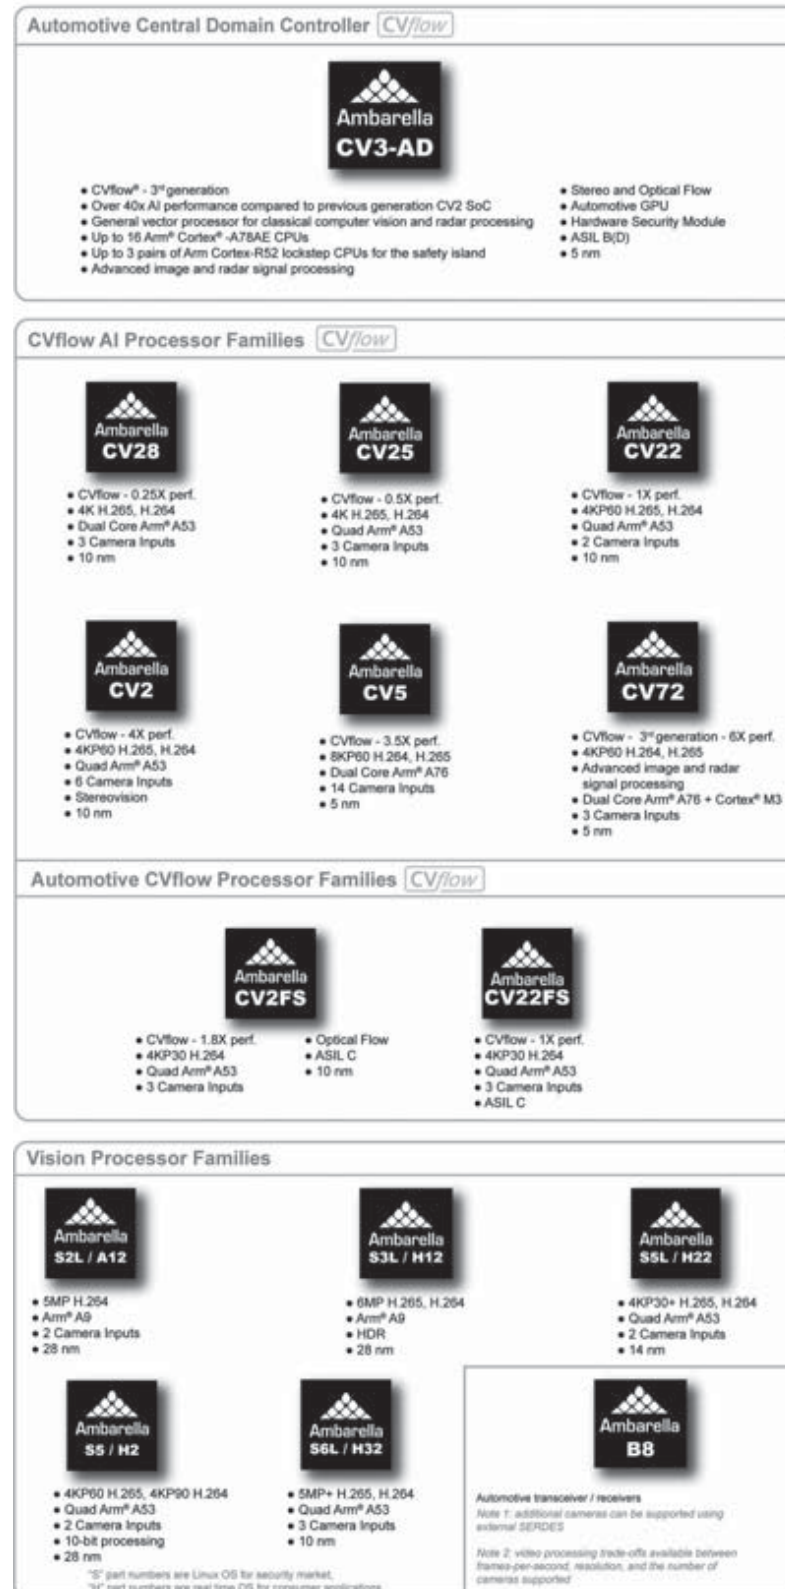 Automotive Central Domain Controller CVflow
Ambarella
CV3-AD
• CVflow® - 3rd generation
• Over 40x AI performance compared to previous generation CV2 SoC
• General vector processor for classical computer vision and radar processing
• Up to 16 Arm® Cortex® -A78AE CPUs
• Up to 3 pairs of Arm Cortex-R52 lockstep CPUs for the safety island
• Advanced image and radar signal processing
• Stereo and Optical Flow
• Automotive GPU
• Hardware Security Module
• ASIL B(D)
• 5 nm
CVflow AI Processor Families CVflow
Ambarella
CV28
• CVflow - 0.25X perf.
• 4K H.265, H.264
• Dual Core Arm® A53
• 3 Camera Inputs
• 10 nm
Ambarella
CV25
• CVflow - 0.5X perf.
• 4K H.265, H.264
• Quad Arm® A53
• 3 Camera Inputs
• 10 nm
Ambarella
CV22
• CVflow - 1X perf.
• 4KP60 H.265, H.264
• Quad Arm® A53
• 2 Camera Inputs
• 10 nm
Ambarella
CV2
• CVflow - 4X perf.
• 4KP60 H.265, H.264
• Quad Arm® A53
• 6 Camera Inputs
• Stereovision
• 10 nm
Ambarella
CV5
• CVflow - 3.5X perf.
• 8KP60 H.264, H.265
• Dual Core Arm® A76
• 14 Camera Inputs
• 5 nm
Ambarella
CV72
• CVflow - 3rd generation - 6X perf.
• 4KP60 H.264, H.265
• Advanced image and radar
signal processing
• Dual Core Arm® A76 + Cortex® M3
• 3 Camera Inputs
• 5 nm
Automotive CVflow Processor Families CVflow
Ambarella
CV2FS
• CVflow - 1.8X perf.
• 4KP30 H.264
• Quad Arm® A53
• 3 Camera Inputs
• Optical Flow
• ASIL C
• 10 nm
Ambarella
CV22FS
• CVflow - 1X perf.
• 4KP30 H.264
• Quad Arm® A53
• 3 Camera Inputs
• ASIL C
Vision Processor Families
Ambarella
S2L / A12
• 5MP H.264
• Arm® A9
• 2 Camera Inputs
• 28 nm
Ambarella
S3L / H12
• 6MP H.265, H.264
• Arm® A9
• HDR
• 28 nm
Ambarella
S5L / H22
• 4KP30+ H.265, H.264
• Quad Arm® A53
• 2 Camera Inputs
• 14 nm
Ambarella
S5 / H2
• 4KP60 H.265, 4KP90 H.264
• Quad Arm® A53
• 2 Camera Inputs
• 10-bit processing
• 28 nm
Ambarella
S6L / H32
• 5MP+ H.265, H.264
• Quad Arm® A53
• 3 Camera Inputs
• 10 nm
Ambarella
B8
Automotive transceiver / receivers
Note 1: additional cameras can be supported using
external SERDES
Note 2: video processing trade-offs available between
frames-per-second, resolution, and the number of
cameras supported
"S" part numbers are Linux OS for security market,
"H" part numbers are real time OS for consumer applications